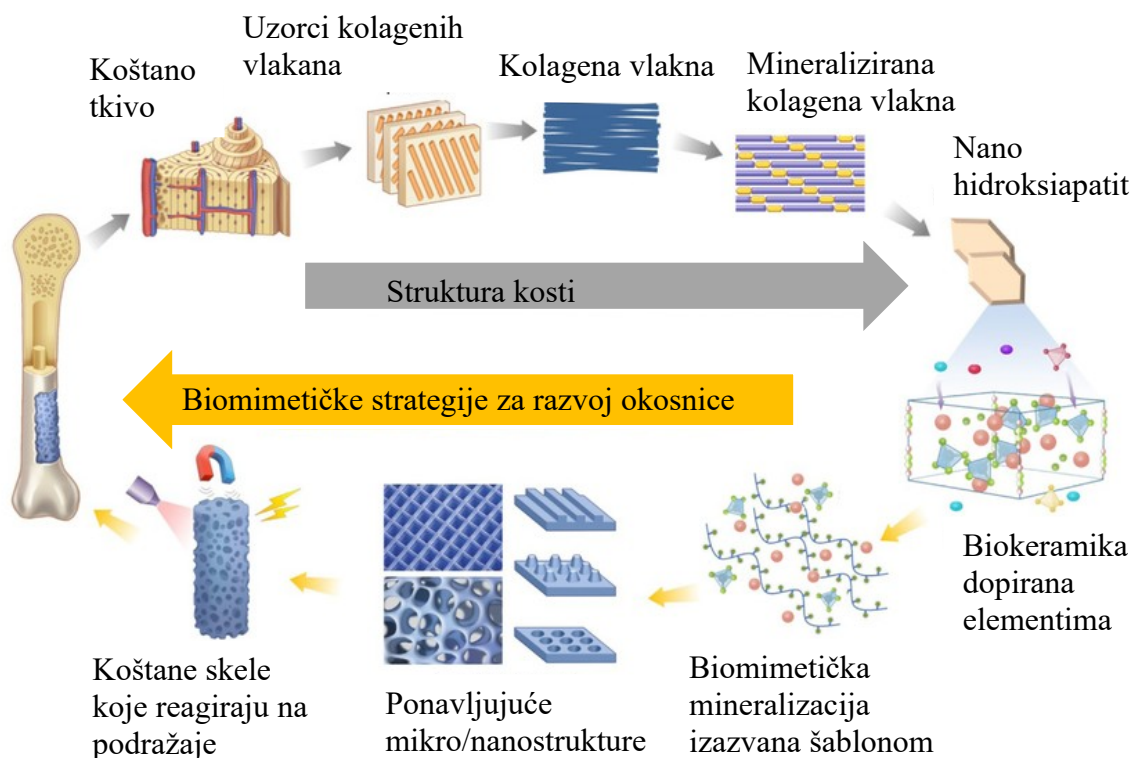 Koštano
tkivo
Uzorci kolagenih
vlakana
Kolagena vlakna
Mineralizirana
kolagena vlakna
Nano
hidroksiapatit
Struktura kosti
Biomimetičke strategije za razvoj okosnice
Koštane skele
koje reagiraju na
podražaje
Ponavljujuće
mikro/nanostrukture
Biomimetička
mineralizacija
izazvana šablonom
Biokeramika
dopirana
elementima